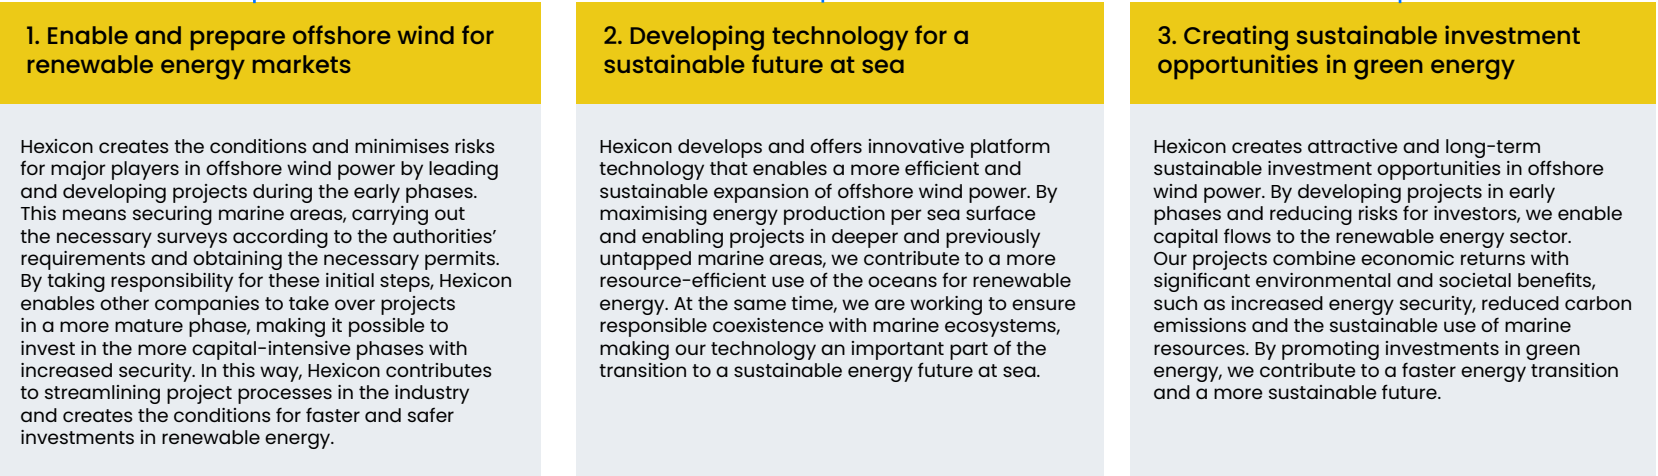 1. Enable and prepare offshore wind for
renewable energy markets
Hexicon creates the conditions and minimises risks
for major players in offshore wind power by leading
and developing projects during the early phases.
This means securing marine areas, carrying out
the necessary surveys according to the authorities’
requirements and obtaining the necessary permits.
By taking responsibility for these initial steps, Hexicon
enables other companies to take over projects
in a more mature phase, making it possible to
invest in the more capital-intensive phases with
increased security. In this way, Hexicon contributes
to streamlining project processes in the industry
and creates the conditions for faster and safer
investments in renewable energy.
2. Developing technology for a
sustainable future at sea
Hexicon develops and offers innovative platform
technology that enables a more efficient and
sustainable expansion of offshore wind power. By
maximising energy production per sea surface
and enabling projects in deeper and previously
untapped marine areas, we contribute to a more
resource-efficient use of the oceans for renewable
energy. At the same time, we are working to ensure
responsible coexistence with marine ecosystems,
making our technology an important part of the
transition to a sustainable energy future at sea.
3. Creating sustainable investment
opportunities in green energy
Hexicon creates attractive and long-term
sustainable investment opportunities in offshore
wind power. By developing projects in early
phases and reducing risks for investors, we enable
capital flows to the renewable energy sector.
Our projects combine economic returns with
significant environmental and societal benefits,
such as increased energy security, reduced carbon
emissions and the sustainable use of marine
resources. By promoting investments in green
energy, we contribute to a faster energy transition
and a more sustainable future.